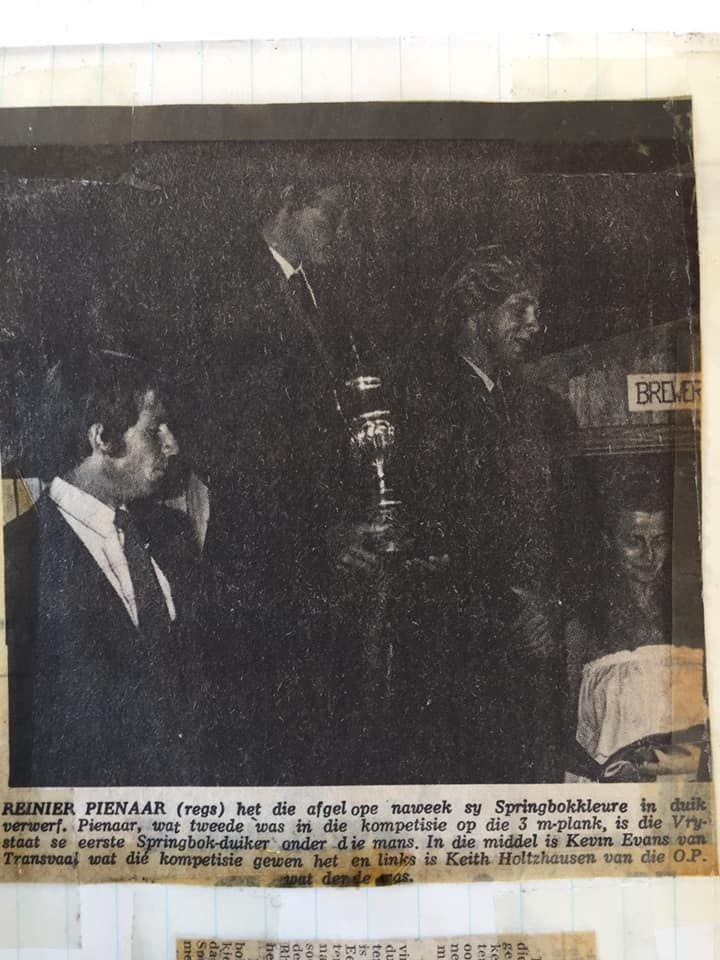 BREWER
REINIER PIENAAR (regs) het die afgelope naweek sy Springbokkleure in duik
verwerf. Pienaar, wat tweede was in die kompetisie op die 3 m-plank, is die Vry-
staat se eerste Springbok-duiker onder die mans. In die middel is Kevin Evans van
Transvaal wat dié kompetisie gewen het en links is Keith Holtzhausen van die O.P.
wat derde was.